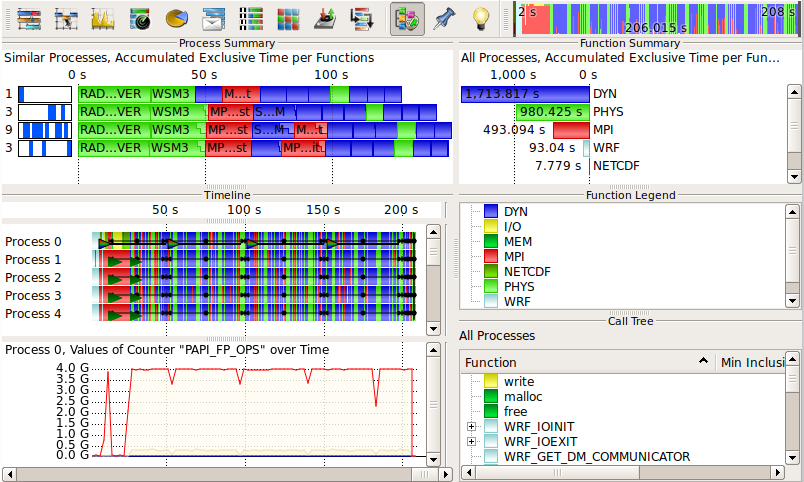 2 s
208 s
206.015 s
Process Summary
Similar Processes, Accumulated Exclusive Time per Functions
0 s 50 s 100 s
1 RAD...VER WSM3 M...t
3 RAD...VER WSM3 MP...st S...M
9 RAD...VER WSM3 MP...st S...M M...t
3 RAD...VER WSM3 MP...st MP...it
Function Summary
All Processes, Accumulated Exclusive Time per Fun...
1,000 s 0 s
1,713.817 s DYN
980.425 s PHYS
493.094 s MPI
93.04 s WRF
7.779 s NETCDF
Timeline
50 s 100 s 150 s 200 s
Process 0
Process 1
Process 2
Process 3
Process 4
Process 0, Values of Counter "PAPI_FP_OPS" over Time
4.0 G
3.5 G
3.0 G
2.5 G
2.0 G
1.5 G
1.0 G
0.5 G
0.0 G
Function Legend
DYN
I/O
MEM
MPI
NETCDF
PHYS
WRF
Call Tree
All Processes
Function Min Inclusi
write
malloc
free
WRF_IOINIT
WRF_IOEXIT
WRF_GET_DM_COMMUNICATOR